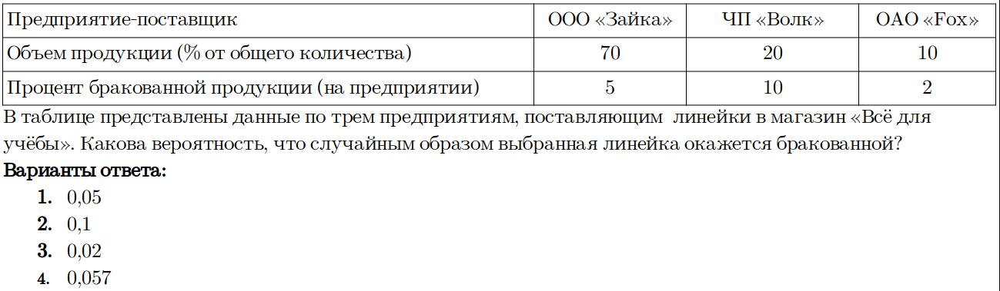 Предприятие-поставщик ООО «Зайка» ЧП «Волк» ОАО «Fox»
Объем продукции (% от общего количества) 70 20 10
Процент бракованной продукции (на предприятии) 5 10 2
В таблице представлены данные по трем предприятиям, поставляющим линейки в магазин «Всё для
учёбы». Какова вероятность, что случайным образом выбранная линейка окажется бракованной?
Варианты ответа:
1. 0,05
2. 0,1
3. 0,02
4. 0,057